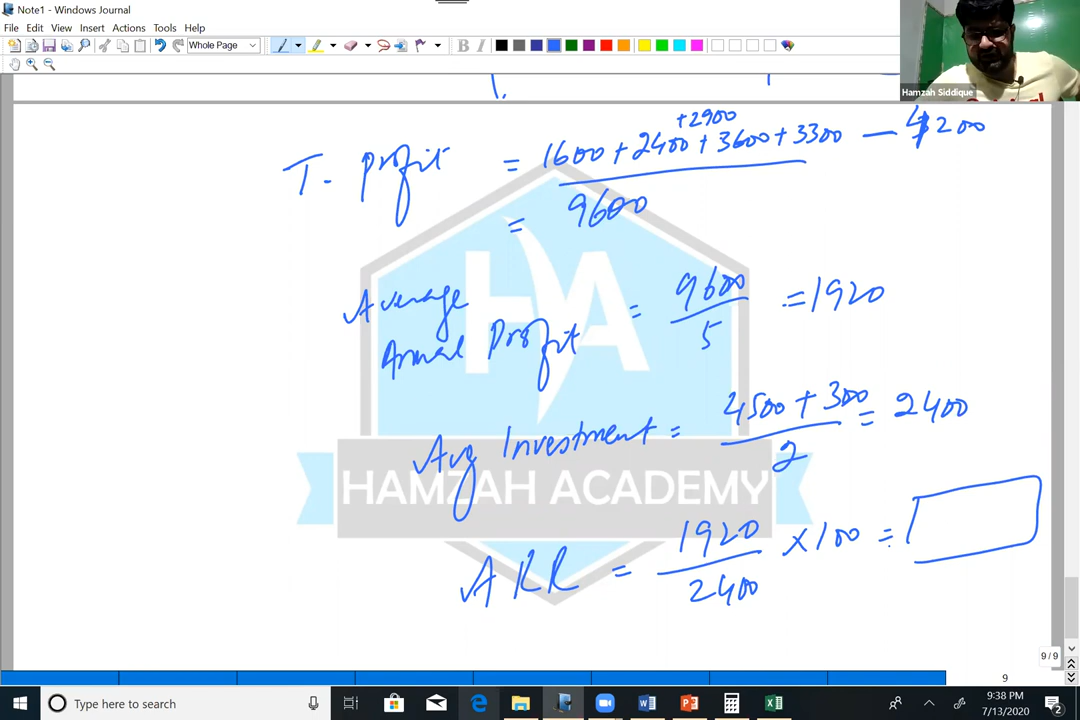 Note1 - Windows Journal
File Edit View Insert Actions Tools Help
Whole Page
B I
Hamzah Siddique
+2900
T. Profit = 1600 + 2400 + 3600 + 3300 — 4200
= 9600
Average Annual Profit = 9600 / 5 = 1920
Avg Investment = 4500 + 300 / 2 = 2400
HAMZAH ACADEMY
ARR = 1920 / 2400 × 100 =
9/9
9
Type here to search
9:38 PM
7/13/2020
2